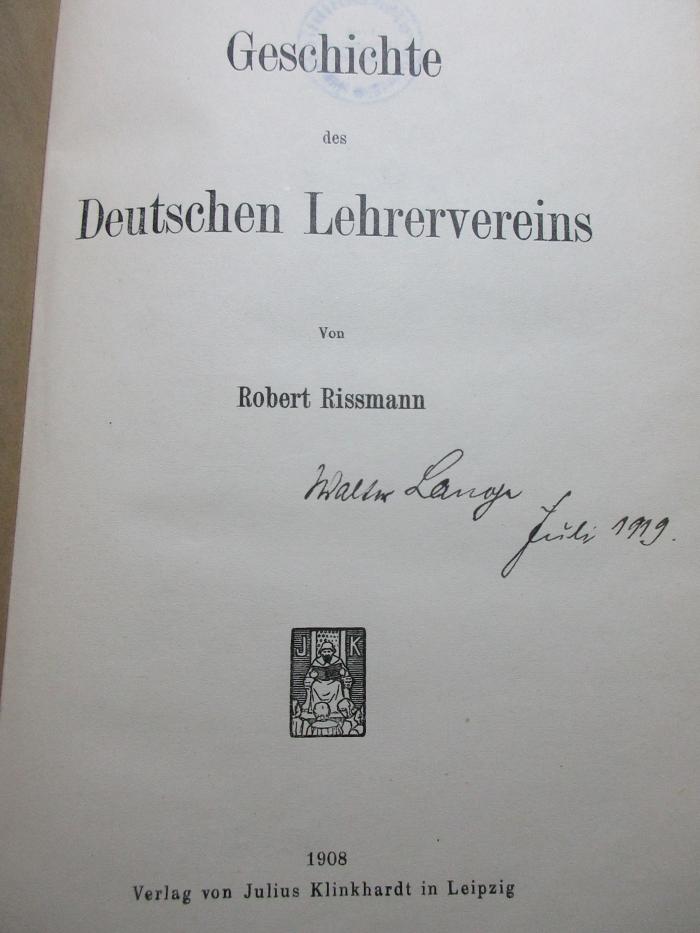 Geschichte
des
Deutschen Lehrervereins
Von
Robert Rissmann
Walter Lange
Juli 1919.
J K
1908
Verlag von Julius Klinkhardt in Leipzig